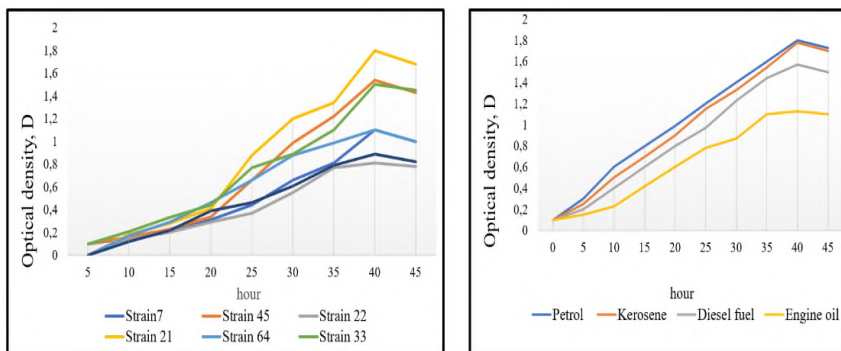 Optical density, D
2
1,8
1,6
1,4
1,2
1
0,8
0,6
0,4
0,2
0
5 10 15 20 25 30 35 40 45
hour
Strain7 Strain 45 Strain 22
Strain 21 Strain 64 Strain 33
Optical density, D
2
1,8
1,6
1,4
1,2
1
0,8
0,6
0,4
0,2
0
0 5 10 15 20 25 30 35 40 45
hour
Petrol Kerosene Diesel fuel Engine oil